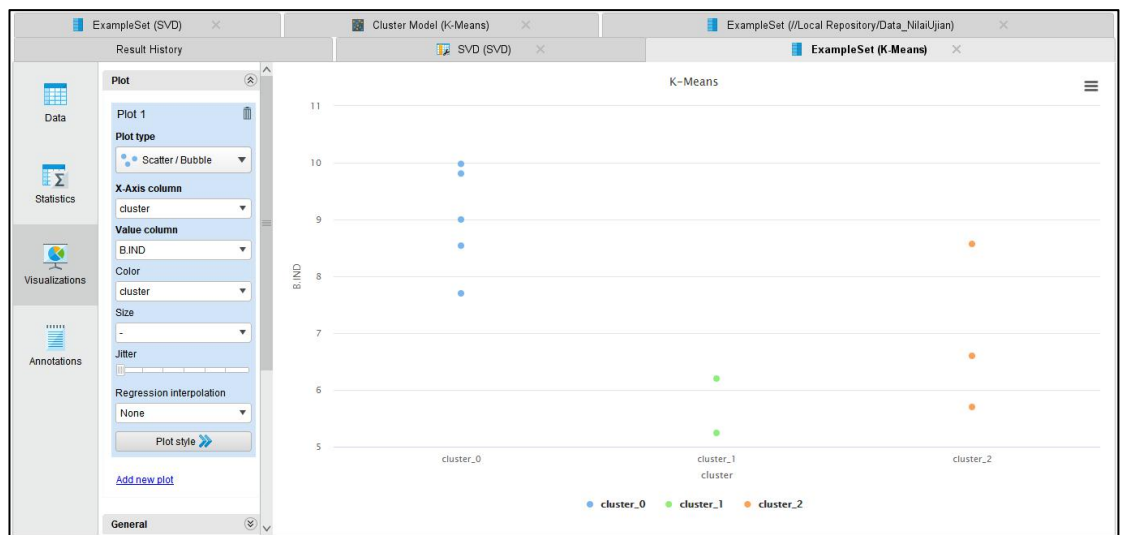 ExampleSet (SVD)
Cluster Model (K-Means)
ExampleSet (//Local Repository/Data_NilaiUjian)
Result History
SVD (SVD)
ExampleSet (K-Means)
Data
Statistics
Visualizations
Annotations
Plot
Plot 1
Plot type
Scatter / Bubble
X-Axis column
cluster
Value column
B.IND
Color
cluster
Size
-
Jitter
Regression interpolation
None
Plot style
Add new plot
General
K-Means
11
10
9
8
7
6
5
B.IND
cluster_0 cluster_1 cluster_2
cluster
cluster_0 cluster_1 cluster_2